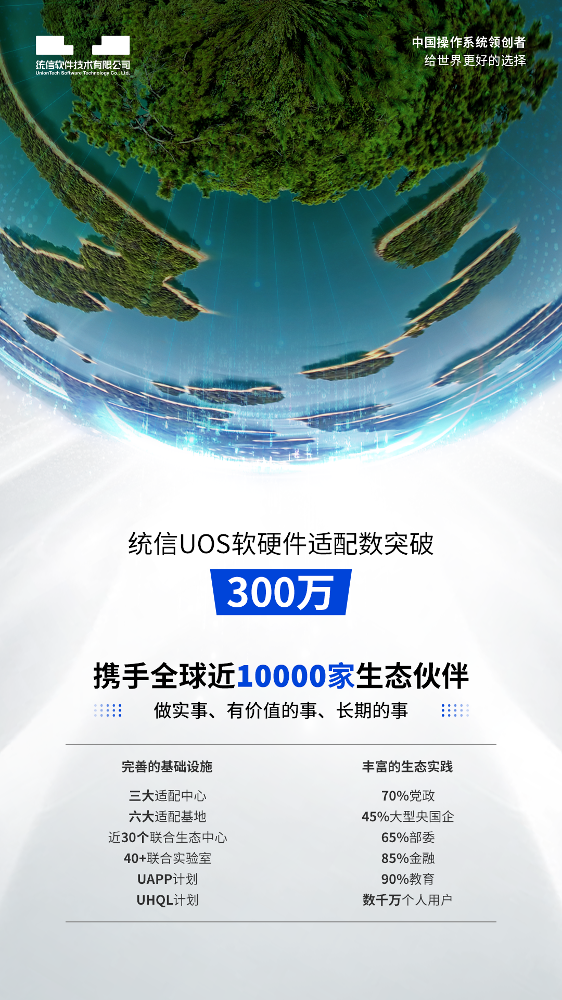 统信软件技术有限公司
UnionTech Software Technology Co., Ltd.
中国操作系统领创者
给世界更好的选择
统信UOS软硬件适配数突破
300万
携手全球近10000家生态伙伴
做实事、有价值的事、长期的事
完善的基础设施
三大适配中心
六大适配基地
近30个联合生态中心
40+联合实验室
UAPP计划
UHQL计划
丰富的生态实践
70%党政
45%大型央国企
65%部委
85%金融
90%教育
数千万个人用户